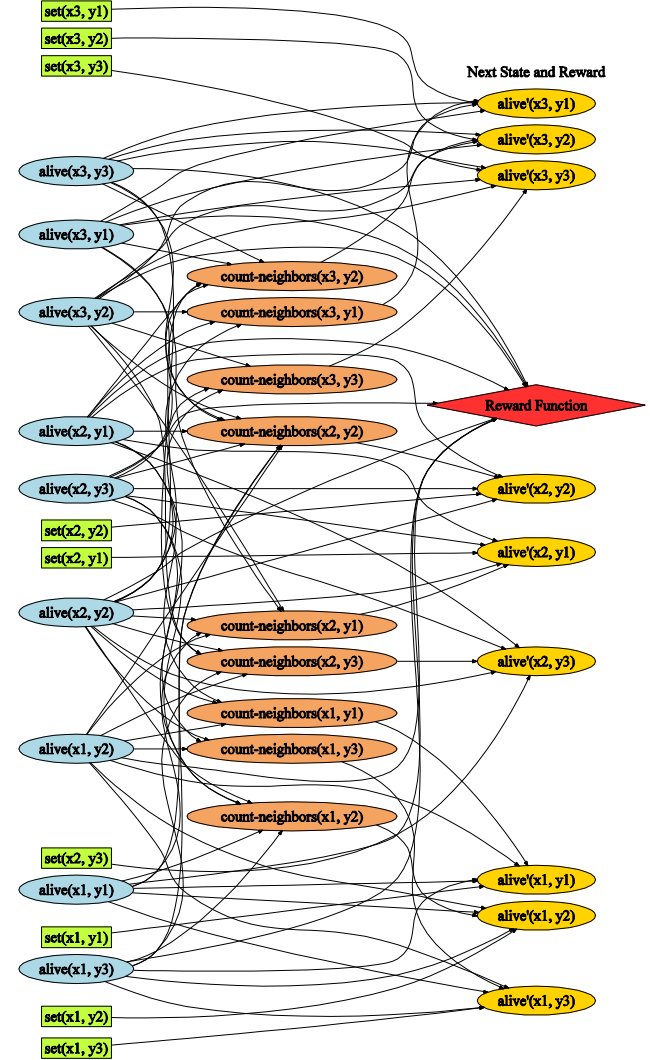 set(x3, y1)
set(x3, y2)
set(x3, y3)
Next State and Reward
alive'(x3, y1)
alive'(x3, y2)
alive(x3, y3)
alive'(x3, y3)
alive(x3, y1)
count-neighbors(x3, y2)
alive(x3, y2)
count-neighbors(x3, y1)
count-neighbors(x3, y3)
Reward Function
alive(x2, y1)
count-neighbors(x2, y2)
alive(x2, y3)
alive'(x2, y2)
set(x2, y2)
set(x2, y1)
alive'(x2, y1)
alive(x2, y2)
count-neighbors(x2, y1)
count-neighbors(x2, y3)
alive'(x2, y3)
count-neighbors(x1, y1)
alive(x1, y2)
count-neighbors(x1, y3)
count-neighbors(x1, y2)
set(x2, y3)
alive'(x1, y1)
alive(x1, y1)
alive'(x1, y2)
set(x1, y1)
alive(x1, y3)
alive'(x1, y3)
set(x1, y2)
set(x1, y3)